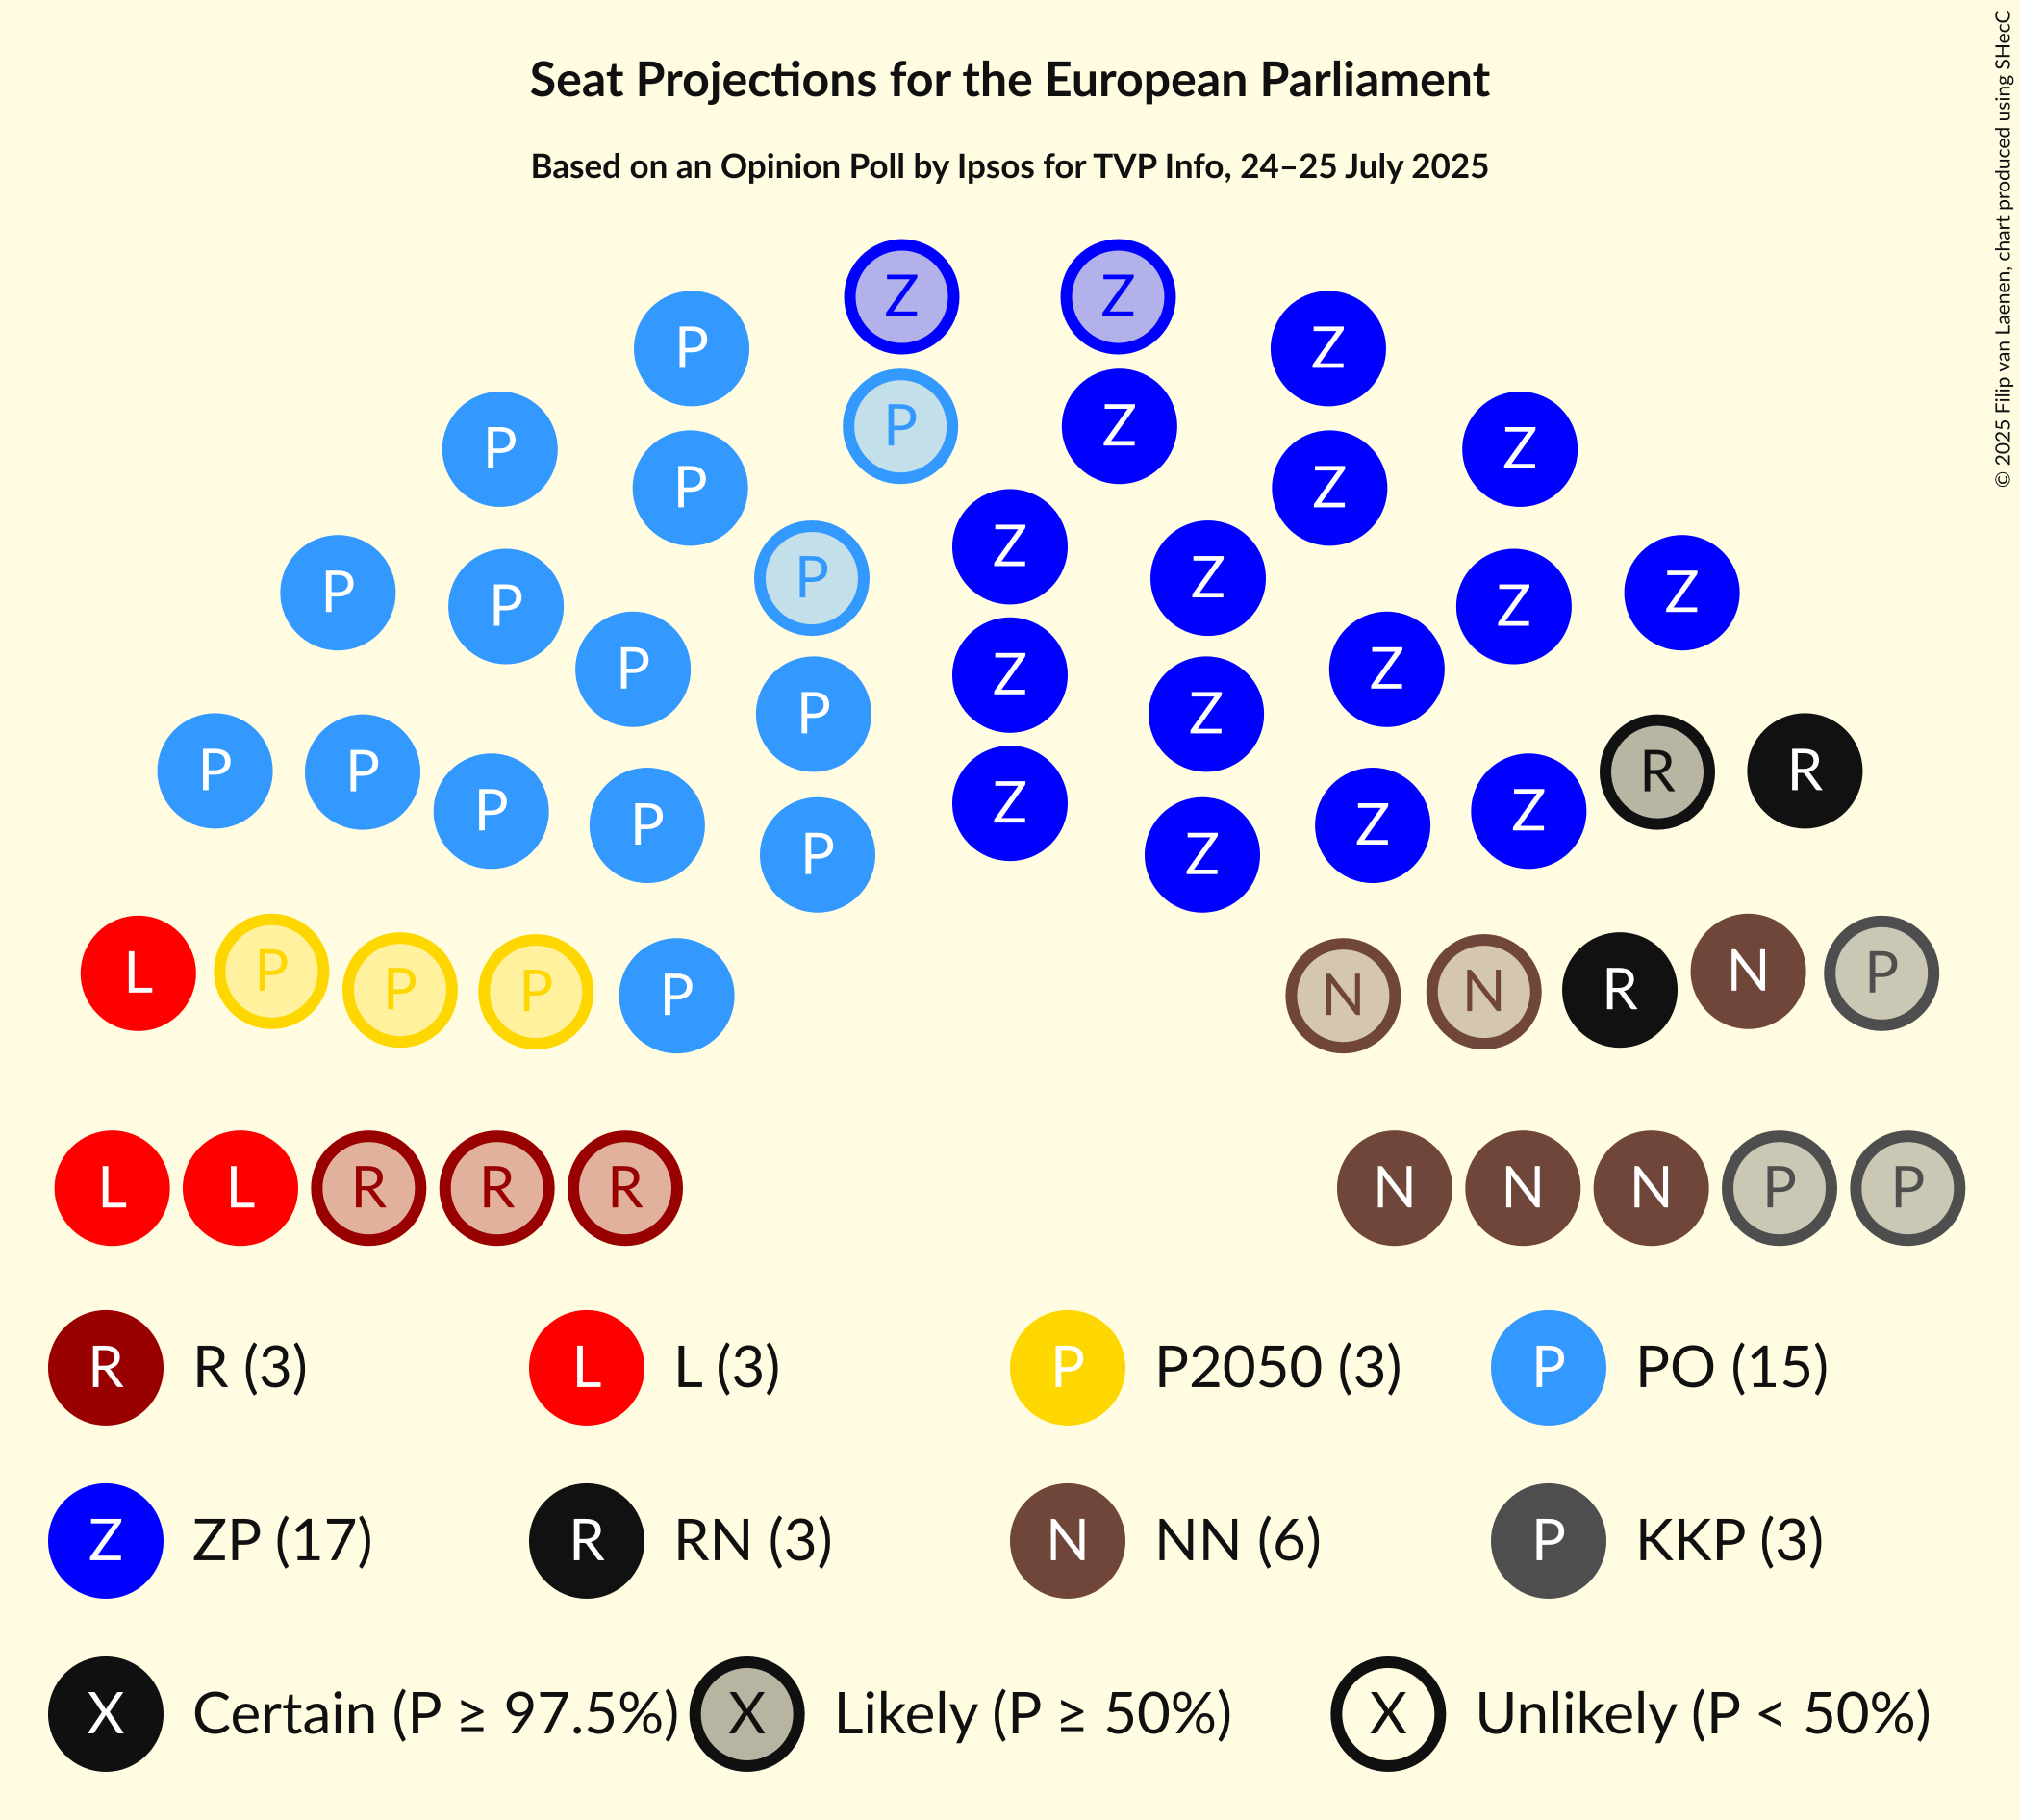 Seat Projections for the European Parliament
Based on an Opinion Poll by Ipsos for TVP Info, 24–25 July 2025
© 2025 Filip van Laenen, chart produced using SHecC
Z Z
P Z
P Z
P Z
P Z
P Z
Z
P Z
P Z
P Z
P Z
Z
P Z
P P R R
P Z
Z
P Z
P Z
L P P P P N N R N P
L L R R R N N N P P
R R (3) L L (3) P P2050 (3) P PO (15)
Z ZP (17) R RN (3) N NN (6) P KKP (3)
X Certain (P ≥ 97.5%) X Likely (P ≥ 50%) X Unlikely (P < 50%)